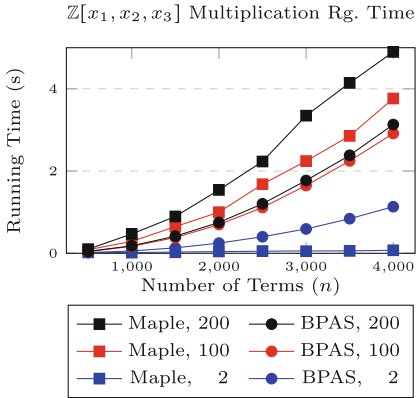 ℤ[x₁, x₂, x₃] Multiplication Rg. Time
Running Time (s)
4
2
0
1,000 2,000 3,000 4,000
Number of Terms (n)
Maple, 200 BPAS, 200
Maple, 100 BPAS, 100
Maple, 2 BPAS, 2